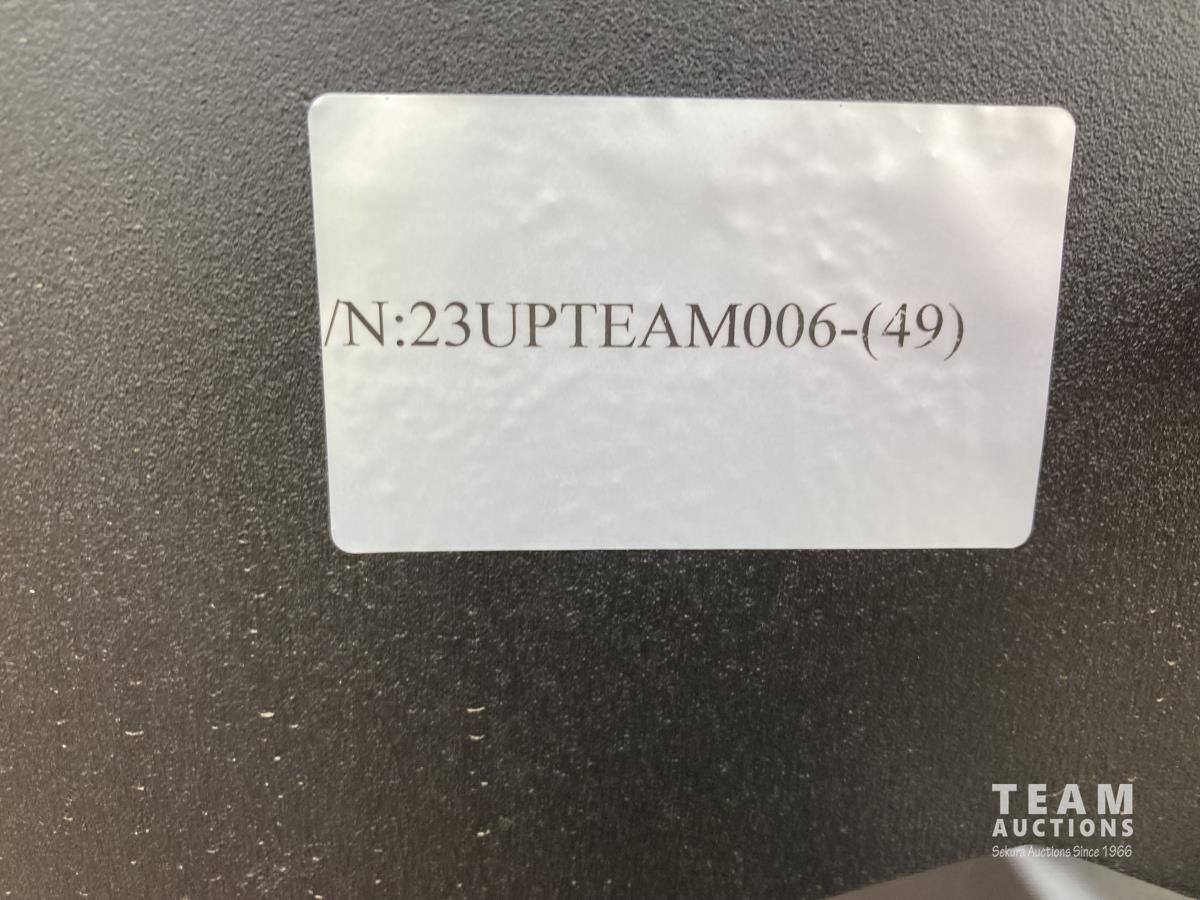 /N:23UPTEAM006-(49)
TEAM
AUCTIONS
Sekura Auctions Since 1966